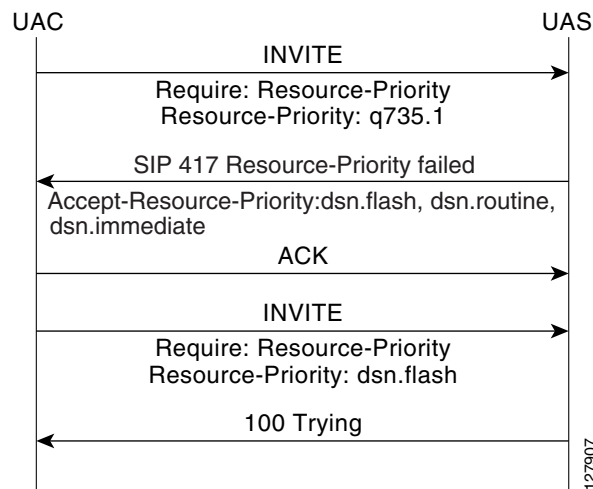 UAC
UAS
INVITE
Require: Resource-Priority
Resource-Priority: q735.1
SIP 417 Resource-Priority failed
Accept-Resource-Priority:dsn.flash, dsn.routine,
dsn.immediate
ACK
INVITE
Require: Resource-Priority
Resource-Priority: dsn.flash
100 Trying
127907